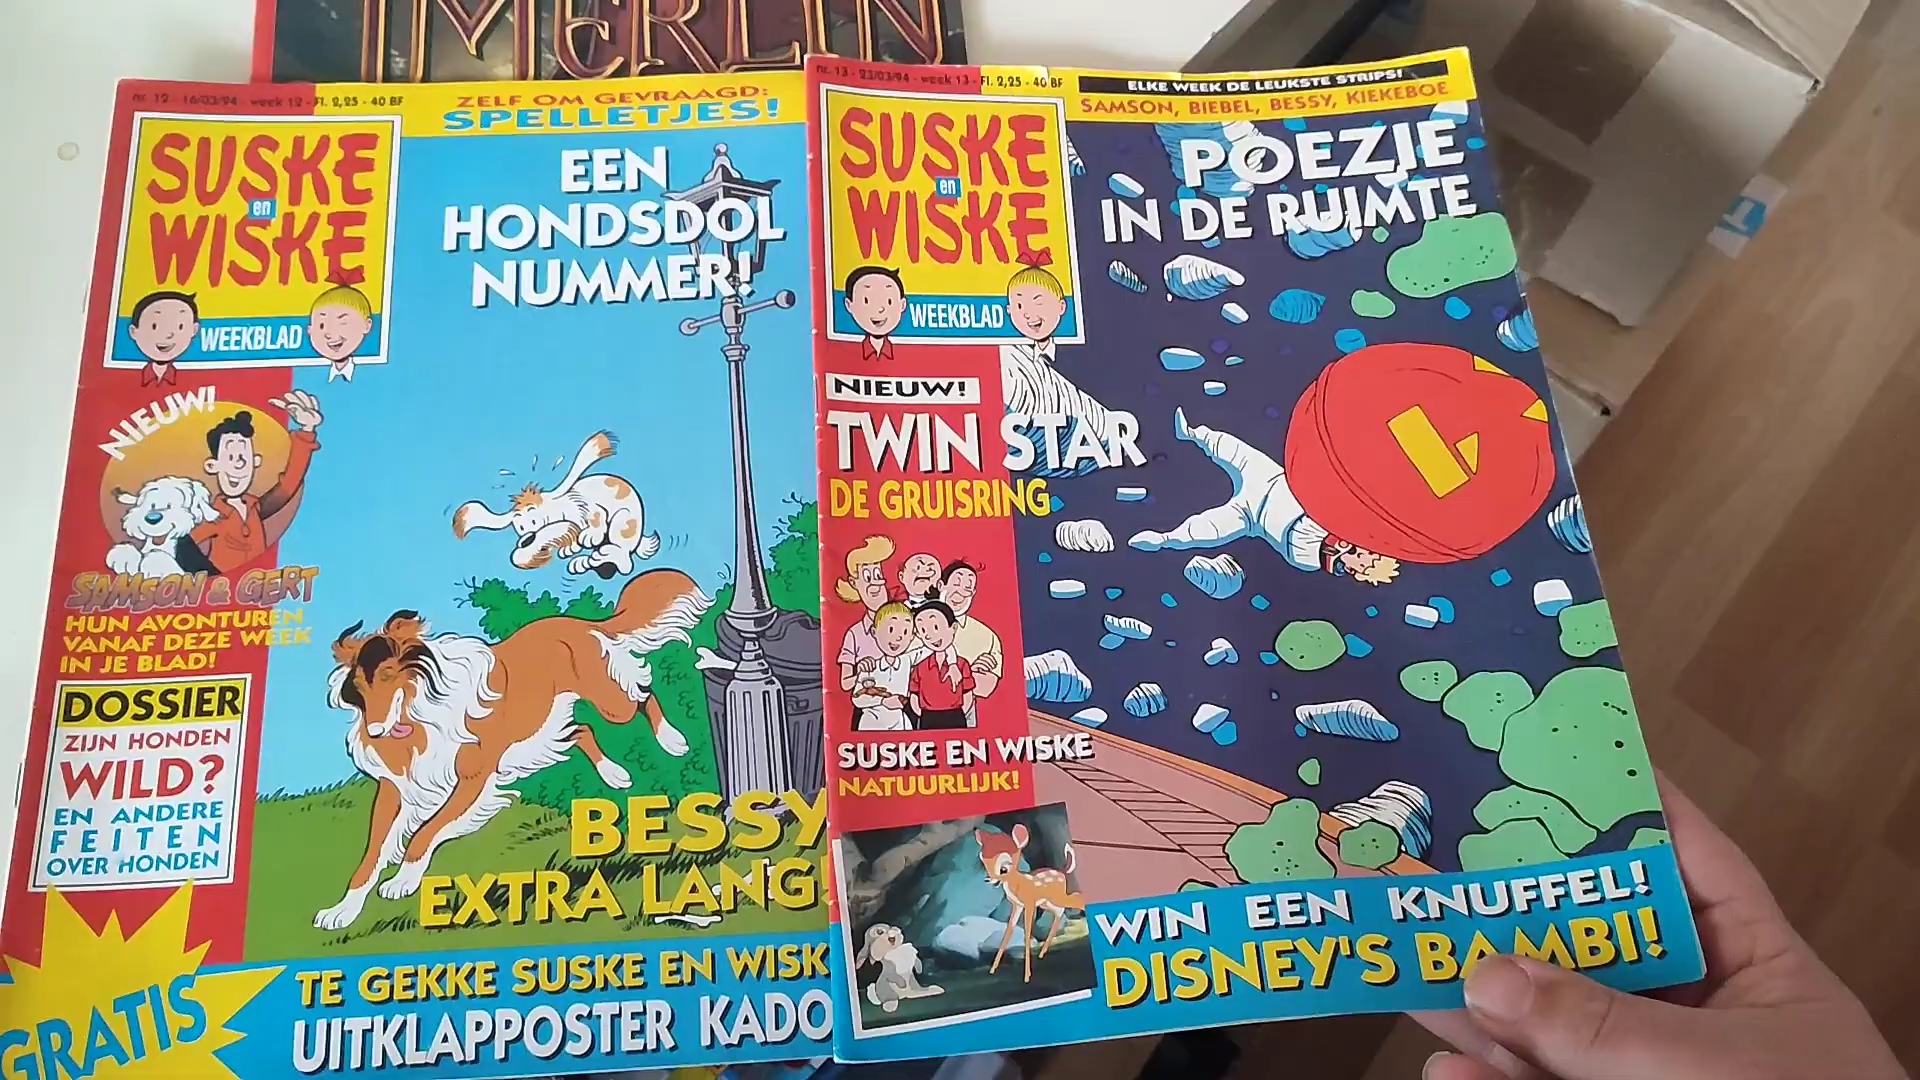 MERLIN
nr. 12 - 16/03/94 - week 12 - Fl. 2,25 - 40 BF
ZELF OM GEVRAAGD:
SPELLETJES!
SUSKE
en
WISKE
WEEKBLAD
EEN
HONDSDOL
NUMMER!
NIEUW!
SAMSON & GERT
HUN AVONTUREN
VANAF DEZE WEEK
IN JE BLAD!
DOSSIER
ZIJN HONDEN
WILD?
EN ANDERE
FEITEN
OVER HONDEN
BESSY
EXTRA LANG!
GRATIS
TE GEKKE SUSKE EN WISK
UITKLAPPOSTER KADO
nr. 13 - 23/03/94 - week 13 - Fl. 2,25 - 40 BF
ELKE WEEK DE LEUKSTE STRIPS!
SAMSON, BIEBEL, BESSY, KIEKEBOE
SUSKE
en
WISKE
WEEKBLAD
POEZIE
IN DE RUIMTE
NIEUW!
TWIN STAR
DE GRUISRING
SUSKE EN WISKE
NATUURLIJK!
WIN EEN KNUFFEL!
DISNEY'S BAMBI!